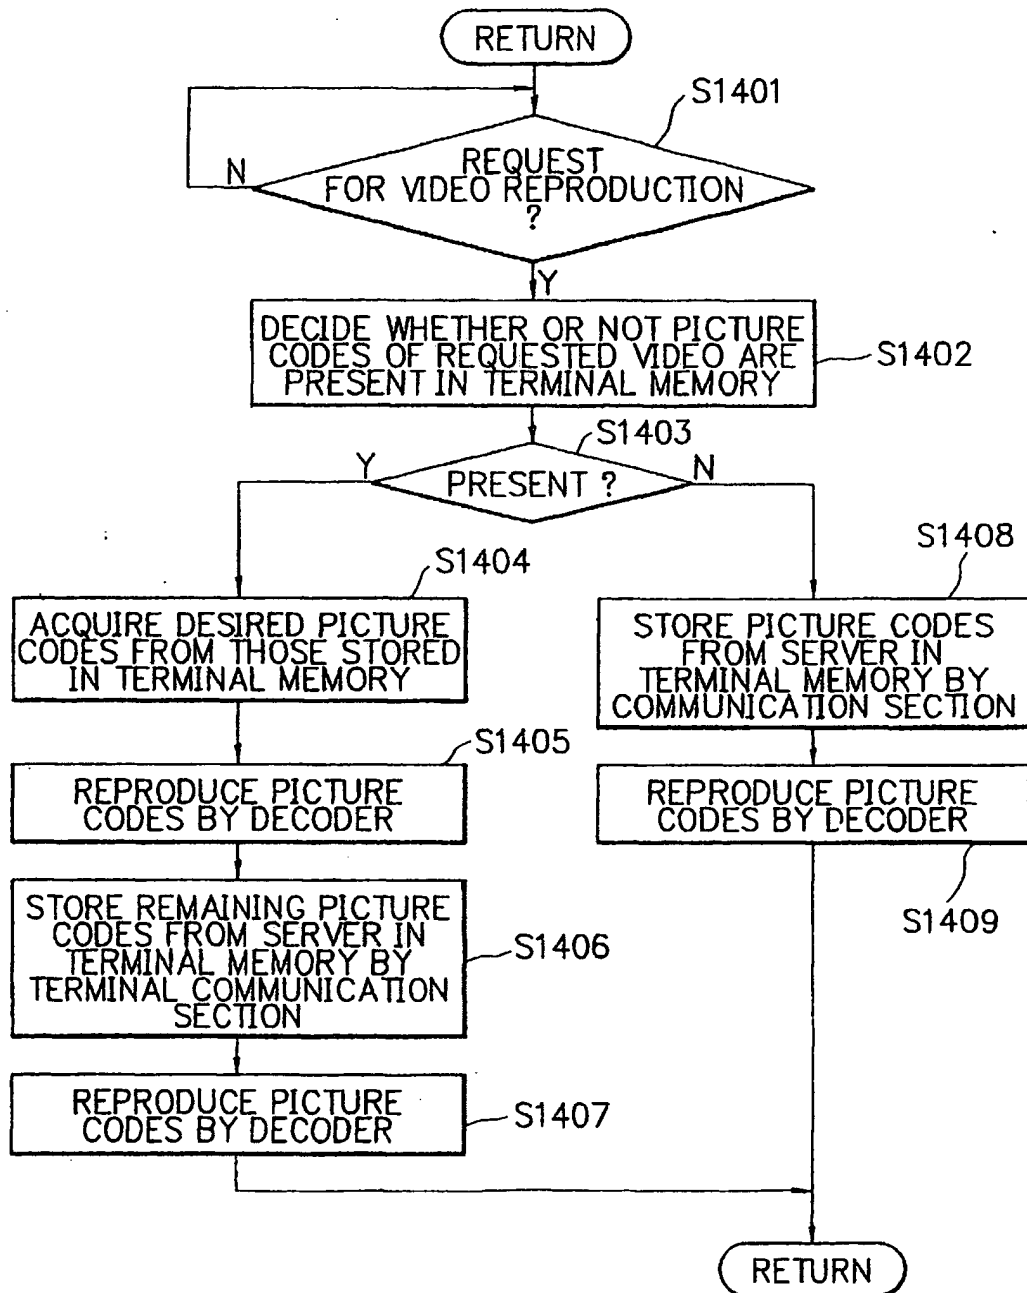 RETURN
S1401
REQUEST
FOR VIDEO REPRODUCTION
?
N
Y
DECIDE WHETHER OR NOT PICTURE
CODES OF REQUESTED VIDEO ARE
PRESENT IN TERMINAL MEMORY
S1402
S1403
Y
PRESENT ?
N
S1404
ACQUIRE DESIRED PICTURE
CODES FROM THOSE STORED
IN TERMINAL MEMORY
S1405
REPRODUCE PICTURE
CODES BY DECODER
STORE REMAINING PICTURE
CODES FROM SERVER IN
TERMINAL MEMORY BY
TERMINAL COMMUNICATION
SECTION
S1406
REPRODUCE PICTURE
CODES BY DECODER
S1407
S1408
STORE PICTURE CODES
FROM SERVER IN
TERMINAL MEMORY BY
COMMUNICATION SECTION
REPRODUCE PICTURE
CODES BY DECODER
S1409
RETURN